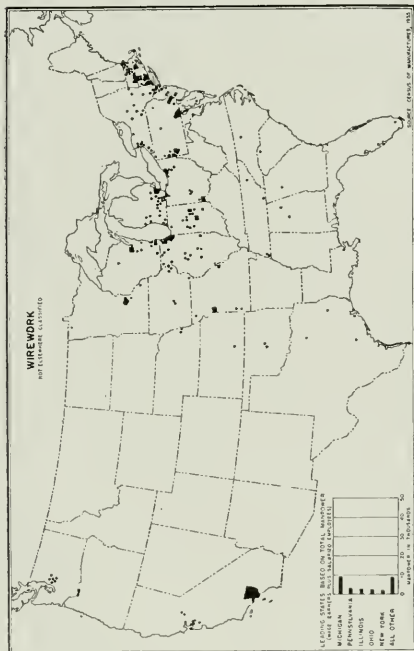 WIREWORK
NOT ELSEWHERE CLASSIFIED
LEADING STATES BASED ON TOTAL MANPOWER
(WAGE EARNERS PLUS SALARIED EMPLOYEES)
MICHIGAN
PENNSYLVANIA
ILLINOIS
OHIO
NEW YORK
ALL OTHER
0 10 20 30 40 50
MANPOWER IN THOUSANDS
SOURCE: CENSUS OF MANUFACTURES, 1935